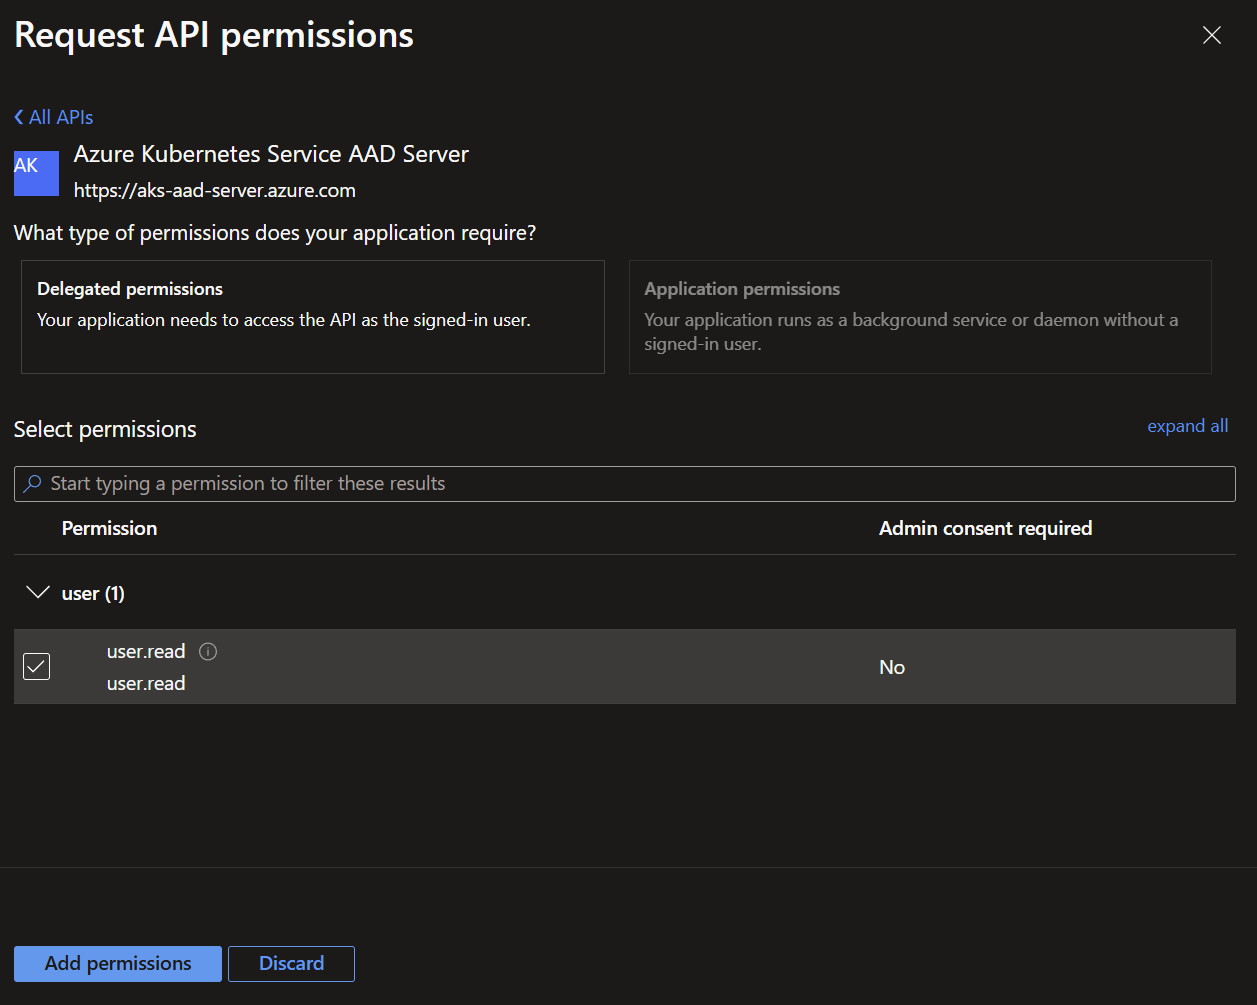 Request API permissions
All APIs
AK
Azure Kubernetes Service AAD Server
https://aks-aad-server.azure.com
What type of permissions does your application require?
Delegated permissions
Your application needs to access the API as the signed-in user.
Application permissions
Your application runs as a background service or daemon without a
signed-in user.
Select permissions
expand all
Start typing a permission to filter these results
Permission
Admin consent required
user (1)
user.read
user.read
No
Add permissions
Discard